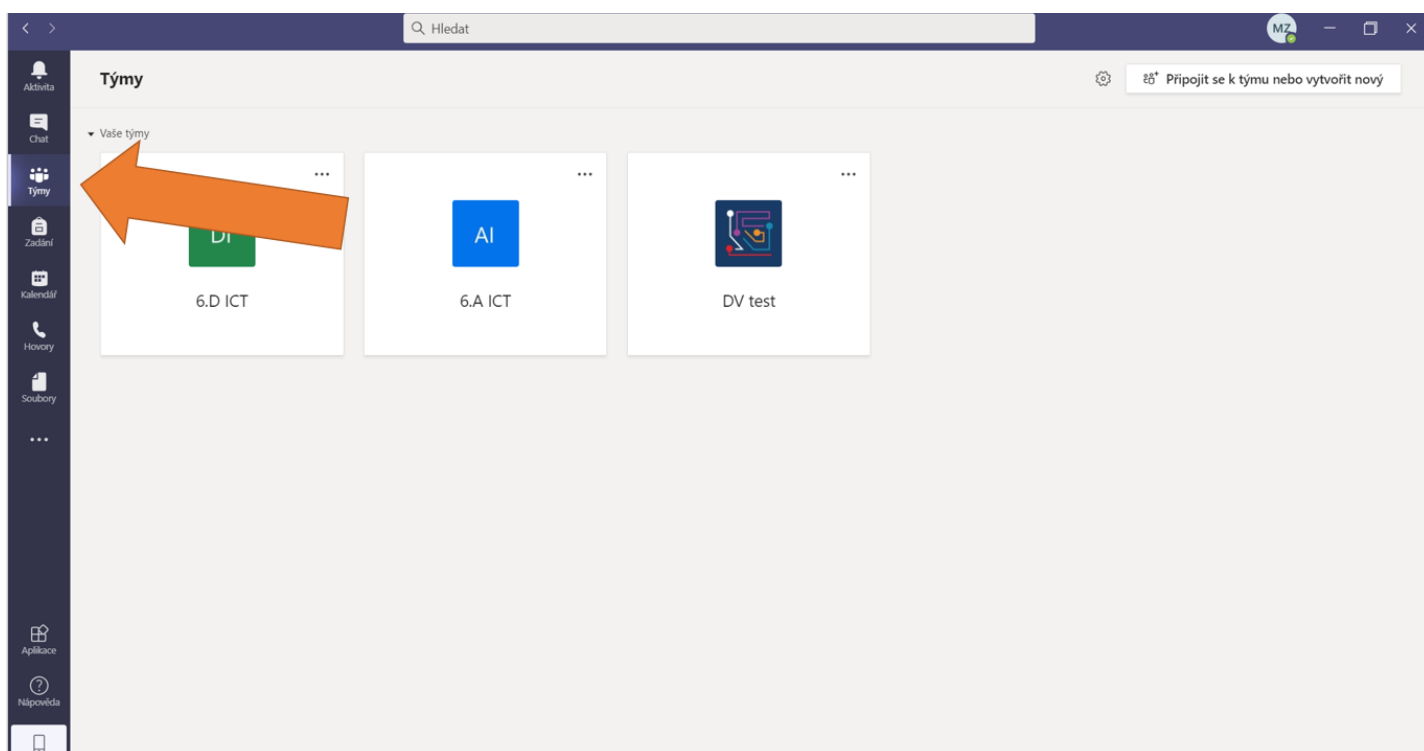 Hledat
MZ
Aktivita
Chat
Týmy
Zadání
Kalendář
Hovory
Soubory
Aplikace
Nápověda
Týmy
Připojit se k týmu nebo vytvořit nový
Vaše týmy
DI
6.D ICT
AI
6.A ICT
DV test